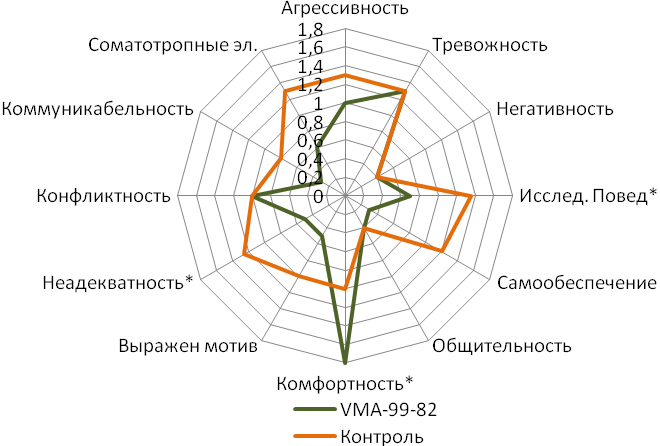 Агрессивность
1,8
Соматотропные эл.
1,6
Тревожность
1,4
1,2
Коммуникабельность
1
Негативность
0,8
0,6
0,4
0,2
Конфликтность
0
Исслед. Повед*
Неадекватность*
Самообеспечение
Выражен мотив
Общительность
Комфортность*
VMA-99-82
Контроль